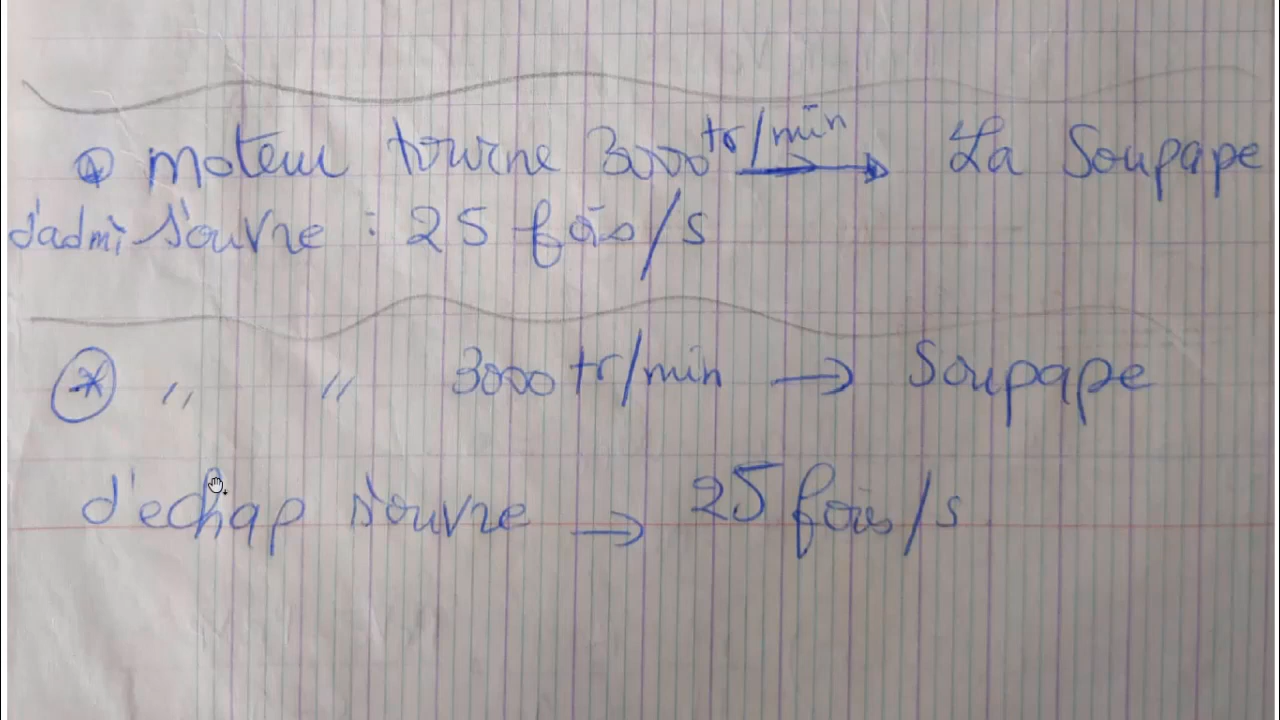 * moteur tourne 3000 tr/min → La Soupape
d'admi s'ouvre : 25 fois/s
* " " 3000 tr/min → Soupape
d'echap s'ouvre → 25 fois/s